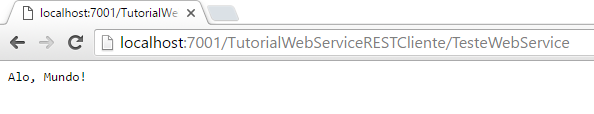 localhost:7001/TutorialWe
localhost:7001/TutorialWebServiceRESTCliente/TesteWebService
Alo, Mundo!